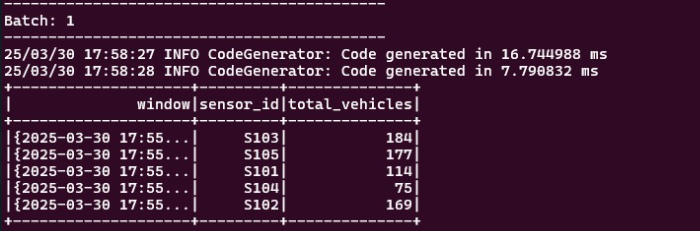 -------------------------------------------
Batch: 1
-------------------------------------------
25/03/30 17:58:27 INFO CodeGenerator: Code generated in 16.744988 ms
25/03/30 17:58:28 INFO CodeGenerator: Code generated in 7.790832 ms
+--------------------+---------+--------------+
|              window|sensor_id|total_vehicles|
+--------------------+---------+--------------+
|{2025-03-30 17:55...|     S103|           184|
|{2025-03-30 17:55...|     S105|           177|
|{2025-03-30 17:55...|     S101|           114|
|{2025-03-30 17:55...|     S104|            75|
|{2025-03-30 17:55...|     S102|           169|
+--------------------+---------+--------------+